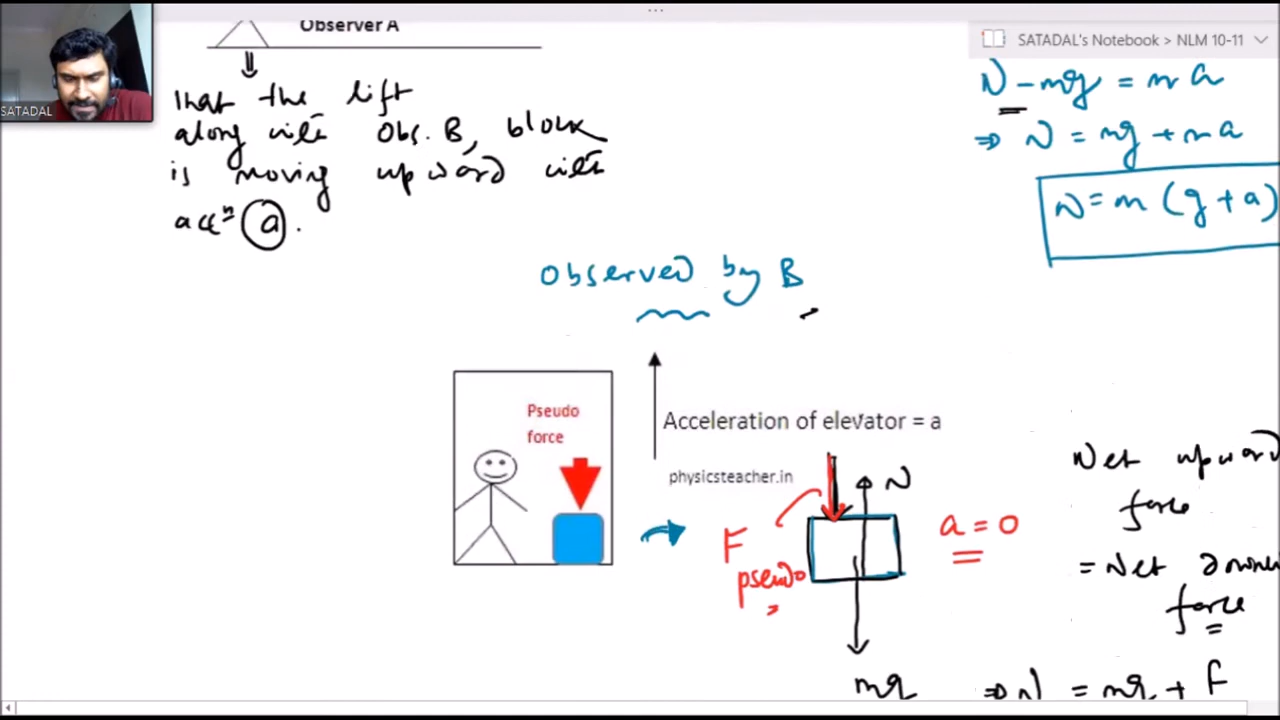 Observer A
SATADAL's Notebook > NLM 10-11
SATADAL
that the lift
along with Obs. B, block
is moving upward with
accⁿ a.
N - mg = ma
⇒ N = mg + ma
N = m (g + a)
Observed by B
Pseudo
force
Acceleration of elevator = a
physicsteacher.in
N
F
pseudo
a = 0
mg
Net upward
force
= Net down
force
⇒ N = mg + F